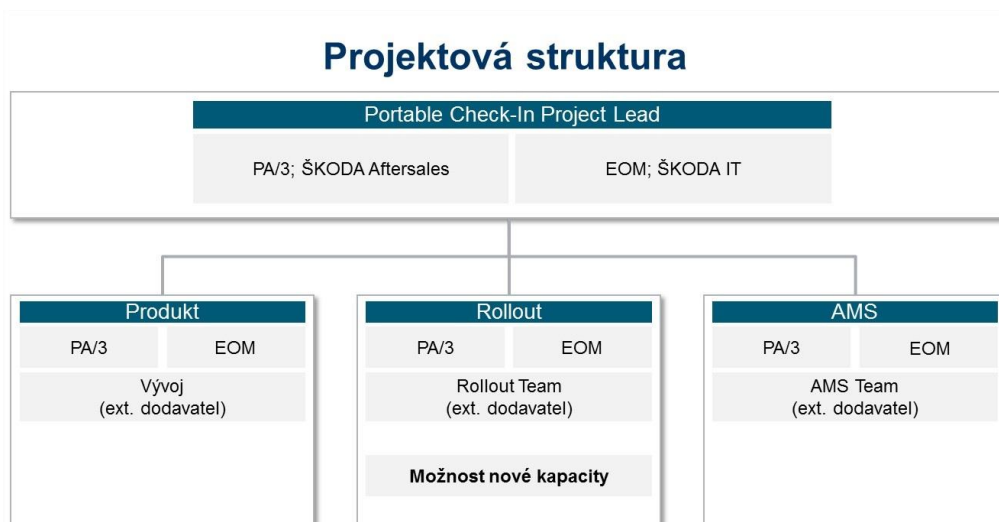 Projektová struktura
Portable Check-In Project Lead
PA/3; ŠKODA Aftersales
EOM; ŠKODA IT
Produkt
PA/3
EOM
Vývoj
(ext. dodavatel)
Rollout
PA/3
EOM
Rollout Team
(ext. dodavatel)
Možnost nové kapacity
AMS
PA/3
EOM
AMS Team
(ext. dodavatel)